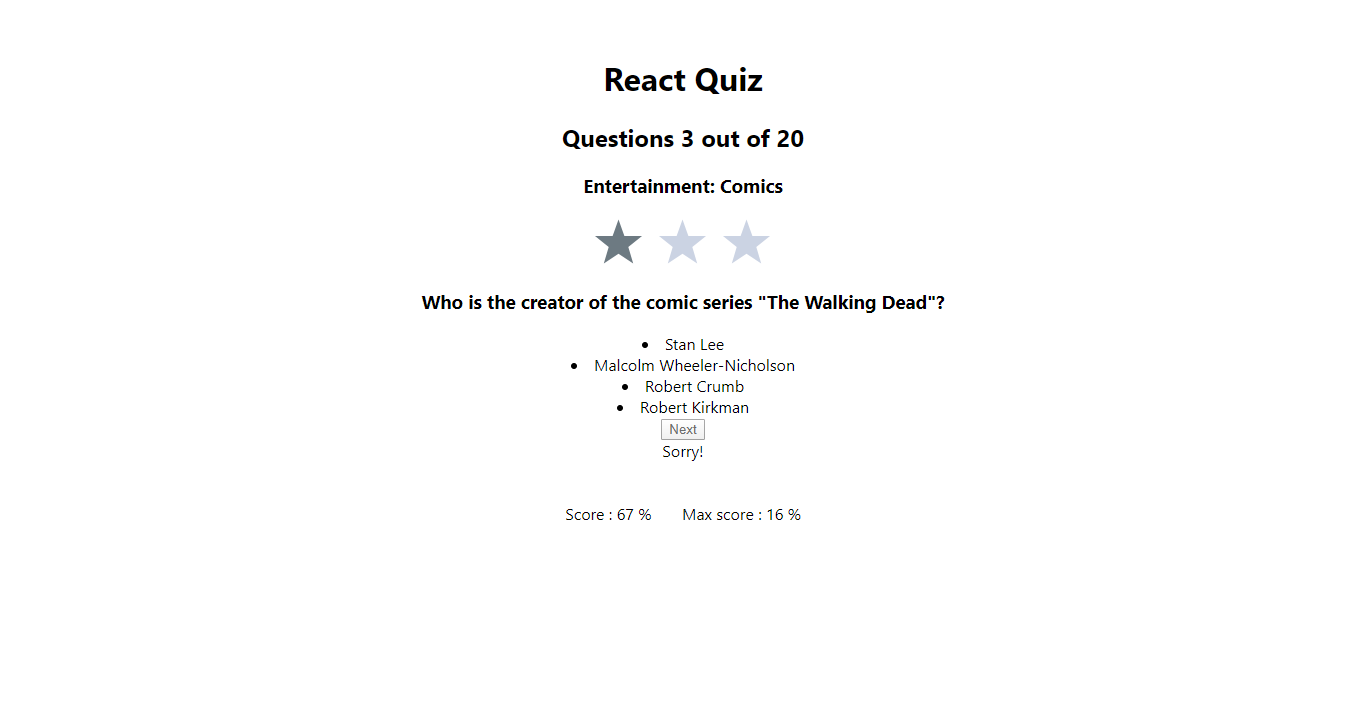 React Quiz
Questions 3 out of 20
Entertainment: Comics
Who is the creator of the comic series "The Walking Dead"?
Stan Lee
Malcolm Wheeler-Nicholson
Robert Crumb
Robert Kirkman
Next
Sorry!
Score : 67 % Max score : 16 %